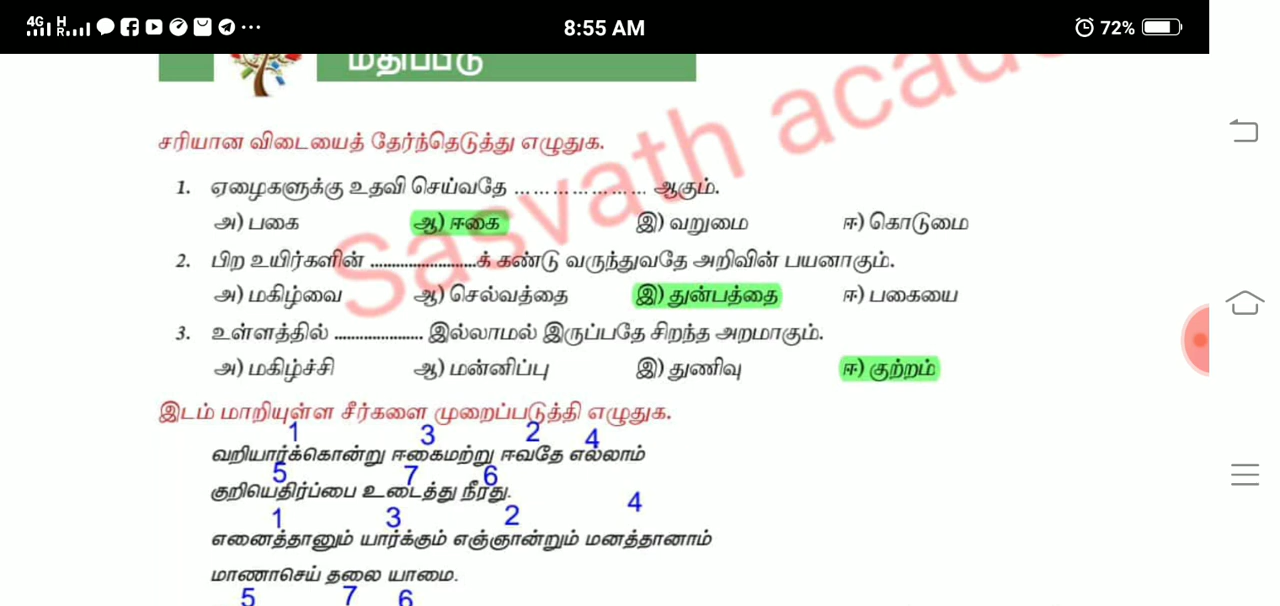 4G H R 8:55 AM 72%
மதிப்பீடு
Sasvath acad
சரியான விடையைத் தேர்ந்தெடுத்து எழுதுக.
1. ஏழைகளுக்கு உதவி செய்வதே ..................... ஆகும்.
அ) பகை ஆ) ஈகை இ) வறுமை ஈ) கொடுமை
2. பிற உயிர்களின் .........................க் கண்டு வருந்துவதே அறிவின் பயனாகும்.
அ) மகிழ்வை ஆ) செல்வத்தை இ) துன்பத்தை ஈ) பகையை
3. உள்ளத்தில் ..................... இல்லாமல் இருப்பதே சிறந்த அறமாகும்.
அ) மகிழ்ச்சி ஆ) மன்னிப்பு இ) துணிவு ஈ) குற்றம்
இடம் மாறியுள்ள சீர்களை முறைப்படுத்தி எழுதுக.
1 3 2 4
வறியார்க்கொன்று ஈகைமற்று ஈவதே எல்லாம்
5 7 6
குறியெதிர்ப்பை உடைத்து நீரது.
1 3 2 4
எனைத்தானும் யார்க்கும் எஞ்ஞான்றும் மனத்தானாம்
மாணாசெய் தலை யாமை.
5 7 6